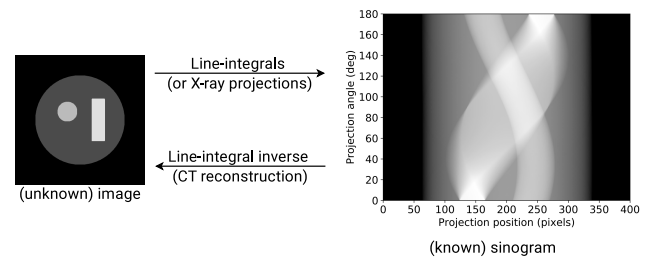 Line-integrals
(or X-ray projections)
Line-integral inverse
(CT reconstruction)
(unknown) image
Projection angle (deg)
180
160
140
120
100
80
60
40
20
0
0 50 100 150 200 250 300 350 400
Projection position (pixels)
(known) sinogram